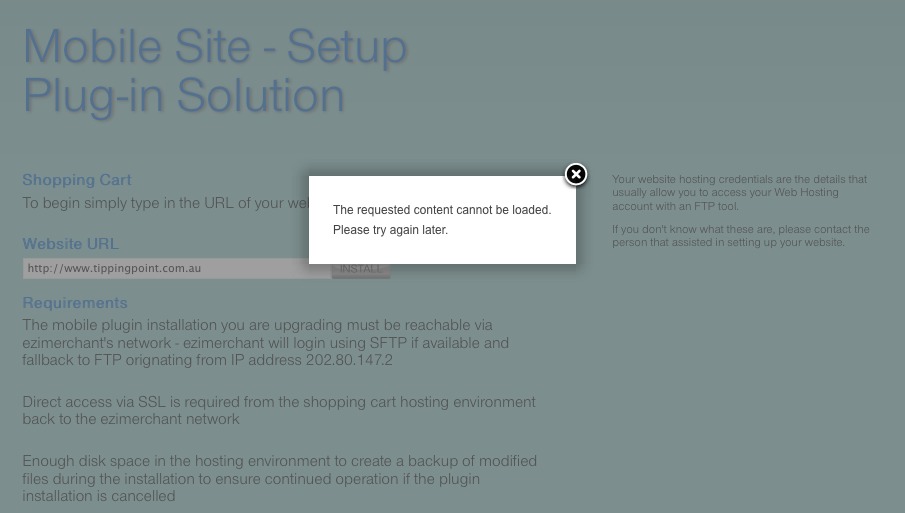 Mobile Site - Setup
Plug-in Solution
Shopping Cart
To begin simply type in the URL of your
Website URL
http://www.tippingpoint.com.au
INSTALL
Requirements
The mobile plugin installation you are upgrading must be reachable via
ezimerchant's network - ezimerchant will login using SFTP if available and
fallback to FTP orignating from IP address 202.80.147.2
Direct access via SSL is required from the shopping cart hosting environment
back to the ezimerchant network
Enough disk space in the hosting environment to create a backup of modified
files during the installation to ensure continued operation if the plugin
installation is cancelled
The requested content cannot be loaded.
Please try again later.
Your website hosting credentials are the details that
usually allow you to access your Web Hosting
account with an FTP tool.
If you don't know what these are, please contact the
person that assisted in setting up your website.